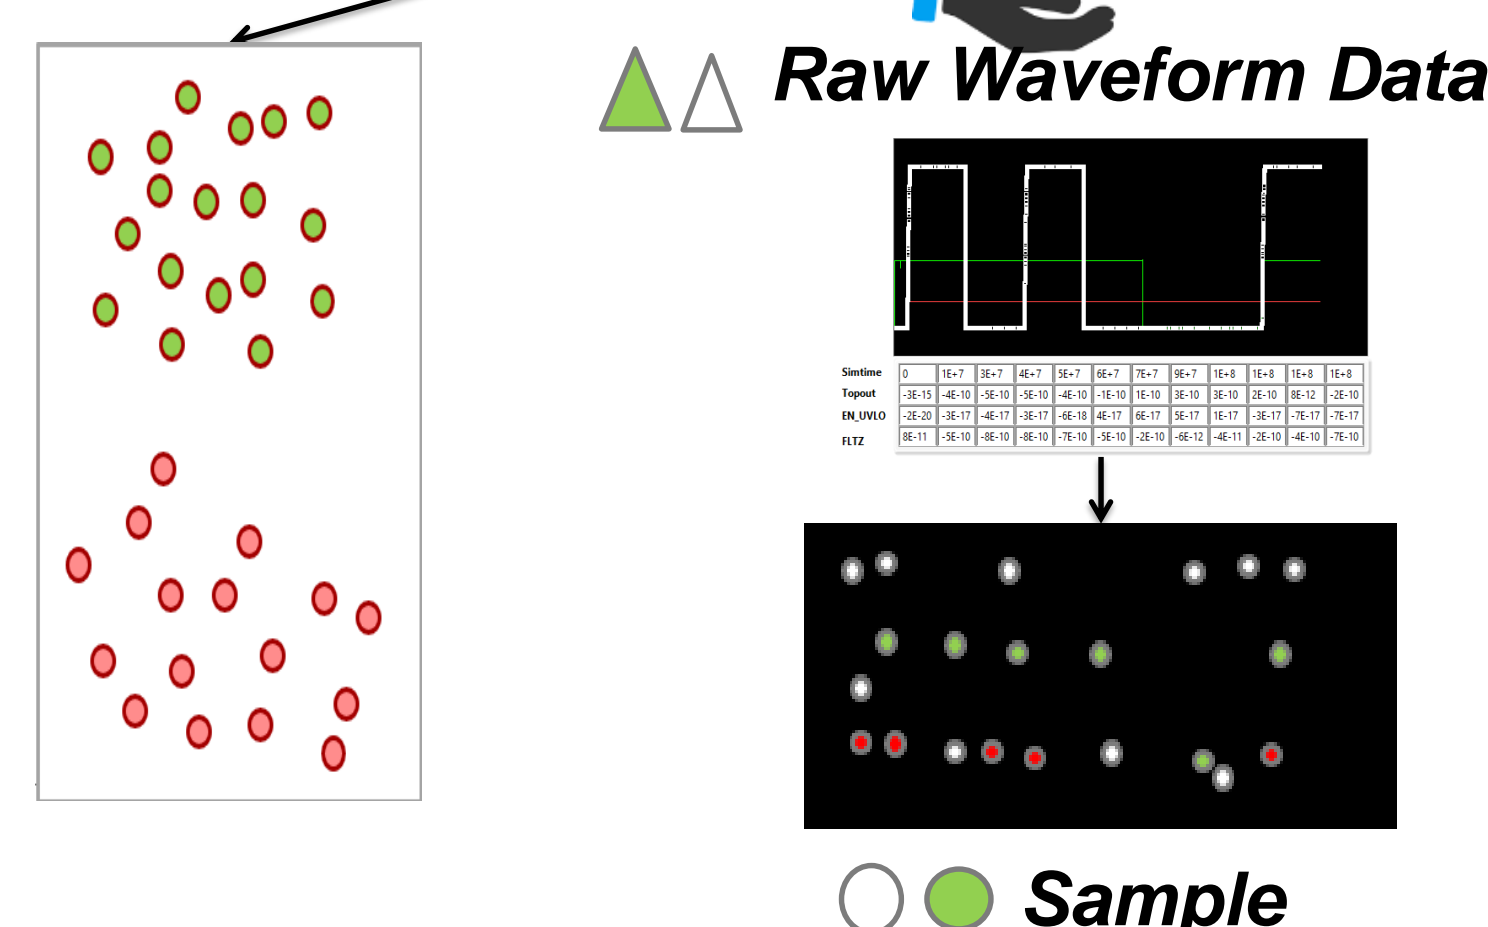 Raw Waveform Data
Simtime 0 1E+7 3E+7 4E+7 5E+7 6E+7 7E+7 9E+7 1E+8 1E+8 1E+8 1E+8
Topout -3E-15 -4E-10 -5E-10 -5E-10 -4E-10 -1E-10 1E-10 3E-10 3E-10 2E-10 8E-12 -2E-10
EN_UVLO -2E-20 -3E-17 -4E-17 -3E-17 -6E-18 4E-17 6E-17 5E-17 1E-17 -3E-17 -7E-17 -7E-17
FLTZ 8E-11 -5E-10 -8E-10 -8E-10 -7E-10 -5E-10 -2E-10 -6E-12 -4E-11 -2E-10 -4E-10 -7E-10
Sample